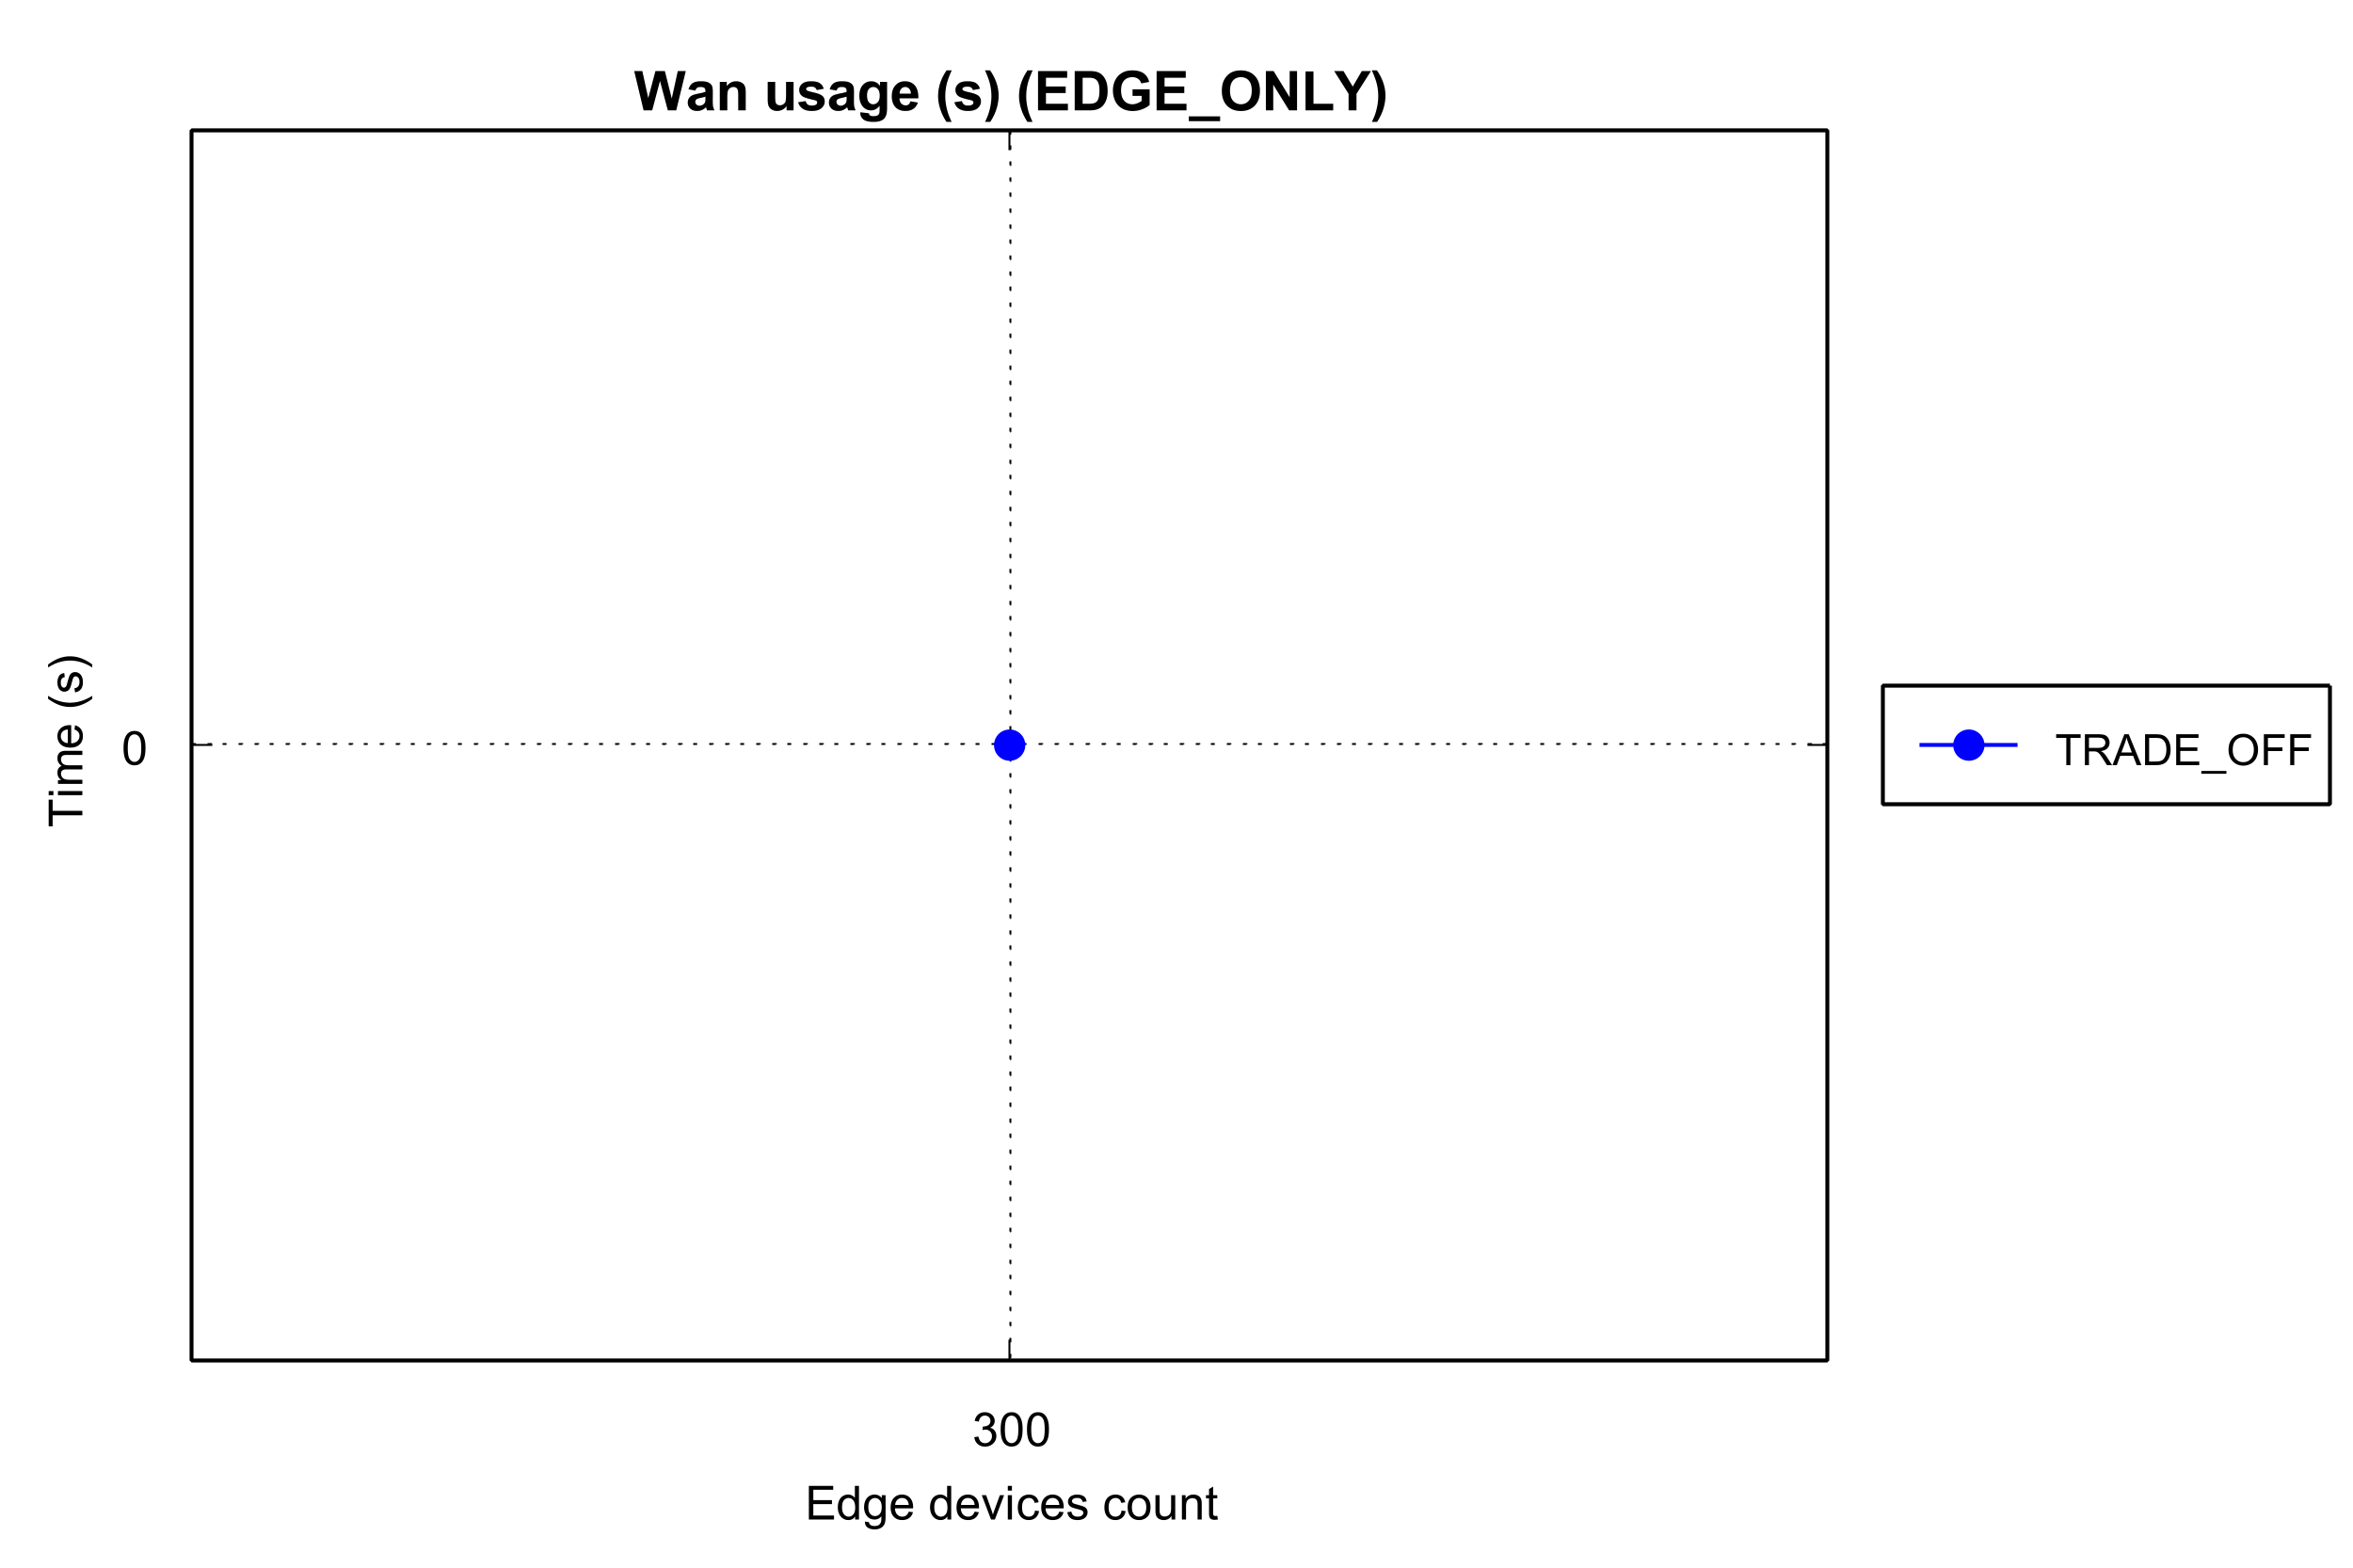 Wan usage (s)(EDGE_ONLY)
Time (s)
0
TRADE_OFF
300
Edge devices count